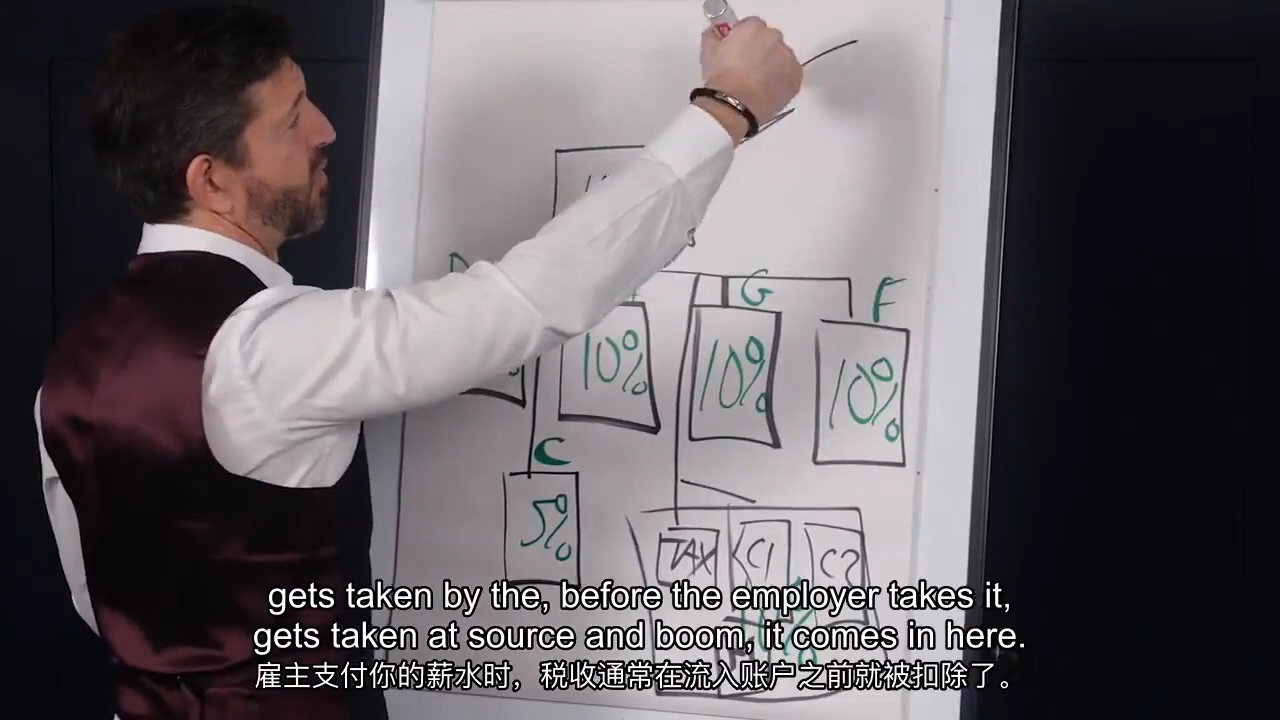 G
F
10%
10%
10%
C
5%
TAX
C1
C2
gets taken by the, before the employer takes it,
gets taken at source and boom, it comes in here.
雇主支付你的薪水时，税收通常在流入账户之前就被扣除了。